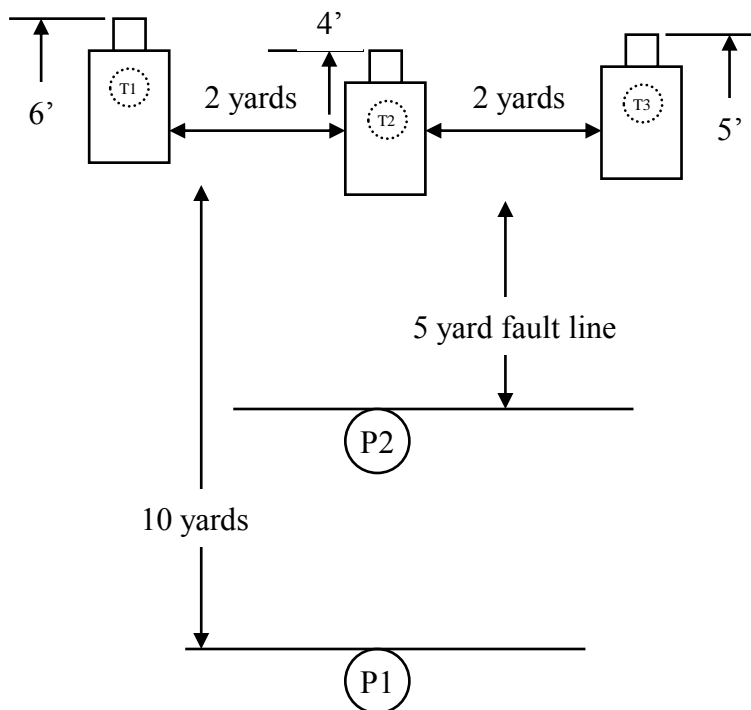 4’
T1
T2
T3
2 yards
2 yards
6’
5’
5 yard fault line
P2
10 yards
P1